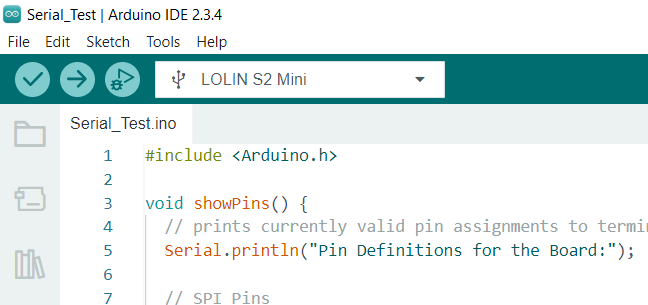 Serial_Test | Arduino IDE 2.3.4
File Edit Sketch Tools Help
LOLIN S2 Mini
Serial_Test.ino
1 #include <Arduino.h>
2
3 void showPins() {
4 // prints currently valid pin assignments to termin
5 Serial.println("Pin Definitions for the Board:");
6
7 // SPI Pins